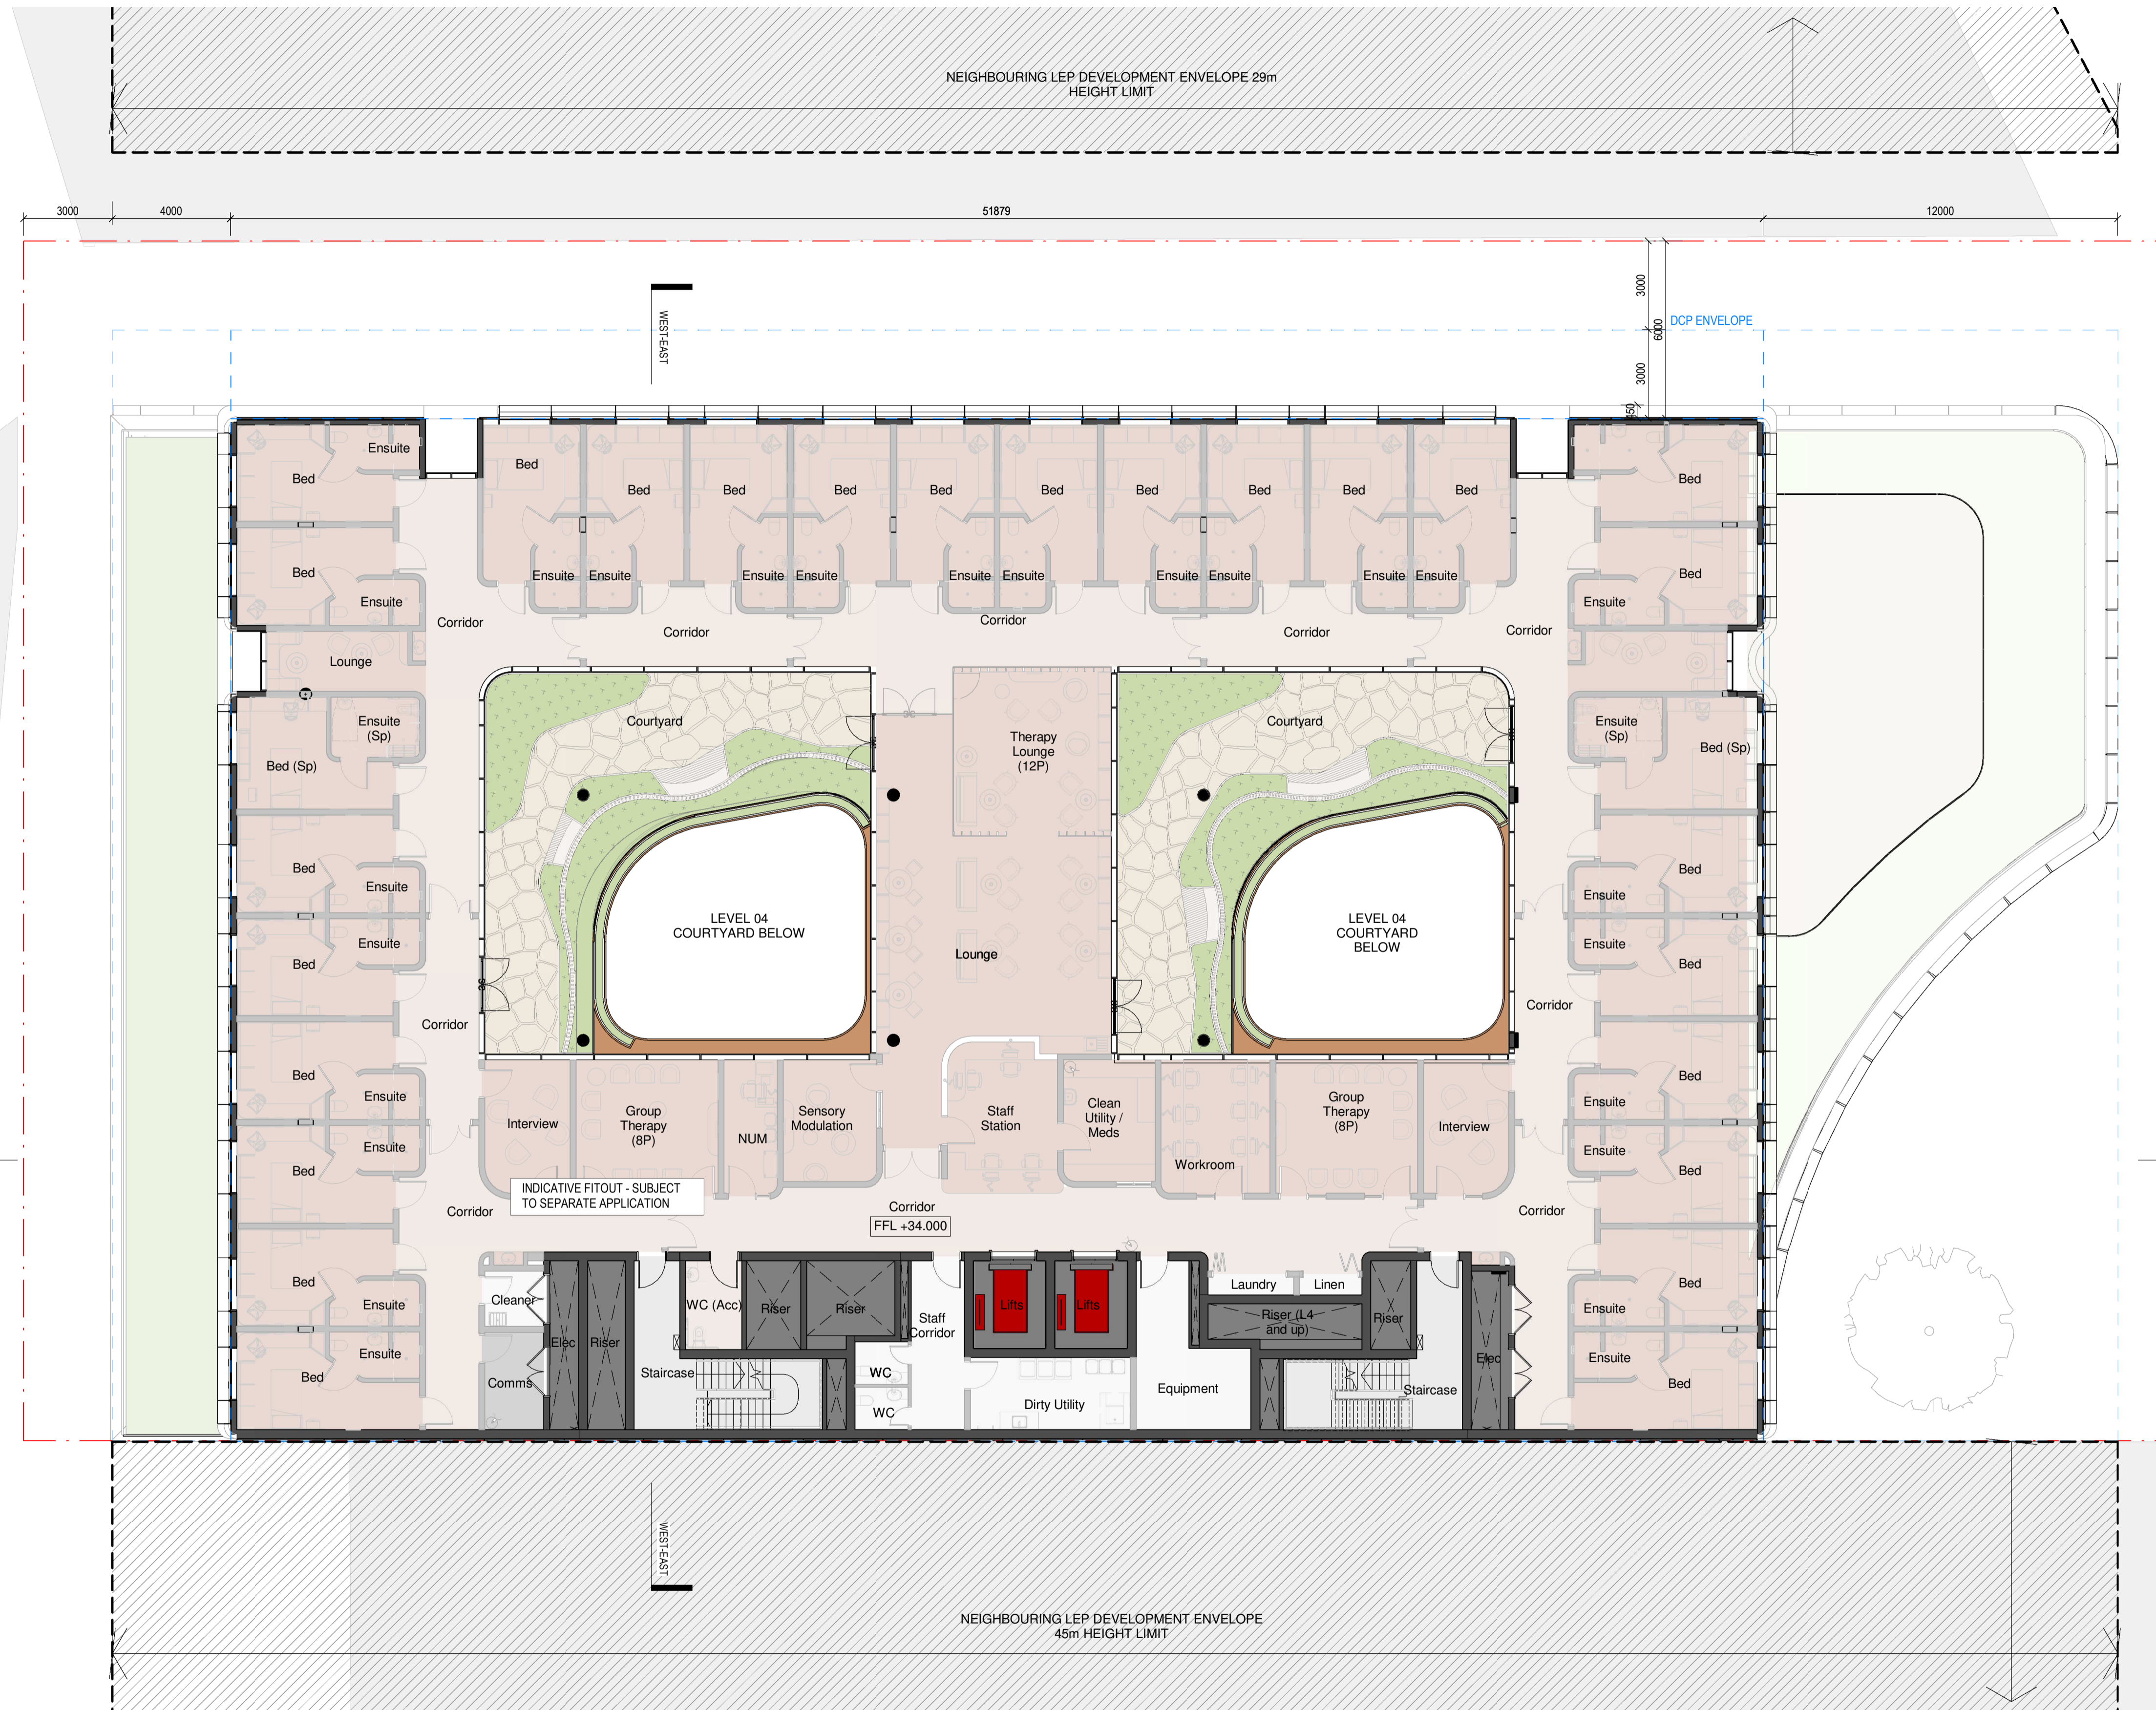 NEIGHBOURING LEP DEVELOPMENT ENVELOPE 29m
HEIGHT LIMIT
3000
4000
51879
12000
3000
6000
3000
450
DCP ENVELOPE
WEST-EAST
Ensuite
Bed
Bed
Bed
Bed
Bed
Bed
Bed
Bed
Bed
Bed
Bed
Bed
Bed
Ensuite
Ensuite
Ensuite
Ensuite
Ensuite
Ensuite
Ensuite
Ensuite
Ensuite
Ensuite
Ensuite
Ensuite
Bed
Bed
Corridor
Corridor
Corridor
Corridor
Corridor
Lounge
Ensuite
(Sp)
Bed (Sp)
Courtyard
Therapy
Lounge
(12P)
Courtyard
Ensuite
(Sp)
Bed (Sp)
Bed
Ensuite
Ensuite
Bed
LEVEL 04
COURTYARD BELOW
Lounge
LEVEL 04
COURTYARD
BELOW
Bed
Ensuite
Ensuite
Bed
Corridor
Corridor
Bed
Ensuite
Ensuite
Bed
Interview
Group
Therapy
(8P)
NUM
Sensory
Modulation
Staff
Station
Clean
Utility /
Meds
Workroom
Group
Therapy
(8P)
Interview
Bed
Ensuite
Ensuite
Bed
INDICATIVE FITOUT - SUBJECT
TO SEPARATE APPLICATION
Corridor
Corridor
FFL +34.000
Corridor
Bed
Ensuite
Ensuite
Bed
Cleaner
Comms
Elec
Riser
Staircase
WC (Acc)
Riser
Riser
Staff
Corridor
WC
WC
Lifts
Lifts
Dirty Utility
Equipment
Laundry
Linen
Riser (L4
and up)
Riser
Staircase
Elec
Bed
Ensuite
Ensuite
Bed
WEST-EAST
NEIGHBOURING LEP DEVELOPMENT ENVELOPE
45m HEIGHT LIMIT